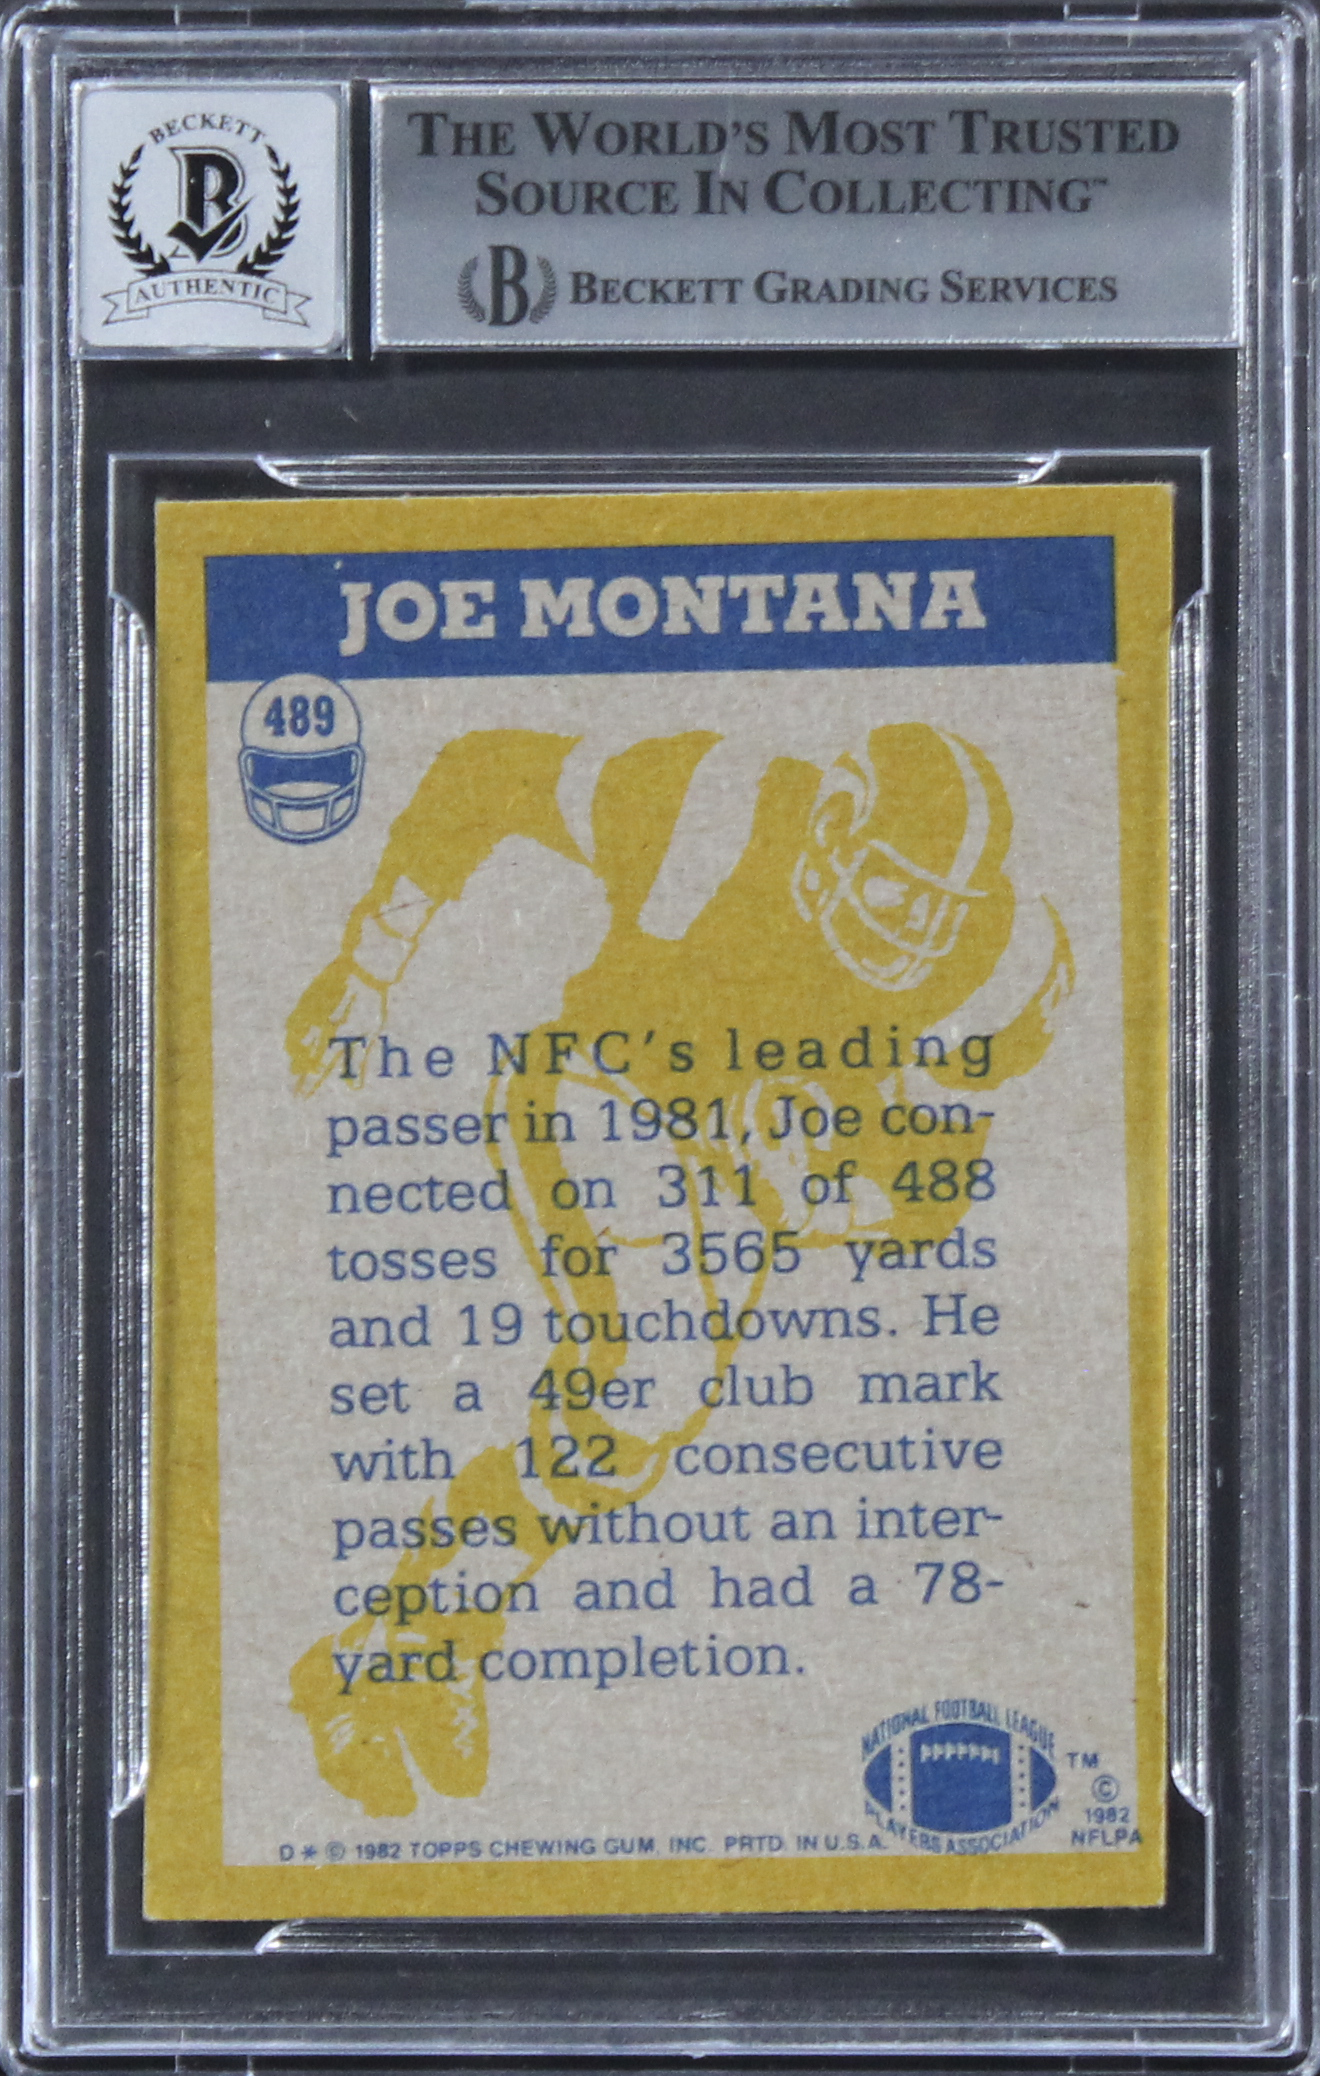 BECKETT
B
AUTHENTIC
THE WORLD'S MOST TRUSTED
SOURCE IN COLLECTING™
B BECKETT GRADING SERVICES
JOE MONTANA
489
The NFC's leading
passer in 1981, Joe con-
nected on 311 of 488
tosses for 3565 yards
and 19 touchdowns. He
set a 49er club mark
with 122 consecutive
passes without an inter-
ception and had a 78-
yard completion.
NATIONAL FOOTBALL LEAGUE
PLAYERS ASSOCIATION
TM
©
1982
NFLPA
D * © 1982 TOPPS CHEWING GUM, INC. PRTD. IN U.S.A.